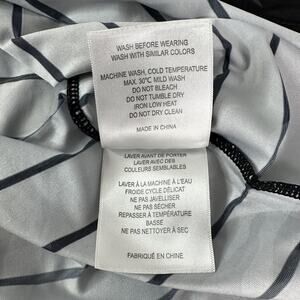 WASH BEFORE WEARING
WASH WITH SIMILAR COLORS
MACHINE WASH, COLD TEMPERATURE
MAX. 30℃ MILD WASH
DO NOT BLEACH
DO NOT TUMBLE DRY
IRON LOW HEAT
DO NOT DRY CLEAN
MADE IN CHINA
LAVER AVANT DE PORTER
LAVER AVEC DES
COULEURS SEMBLABLES
LAVER À LA MACHINE À L'EAU
FROIDE CYCLE DÉLICAT
NE PAS JAVELLISER
NE PAS SÉCHER
REPASSER À TEMPÉRATURE
BASSE
NE PAS NETTOYER À SEC
FABRIQUÉ EN CHINE